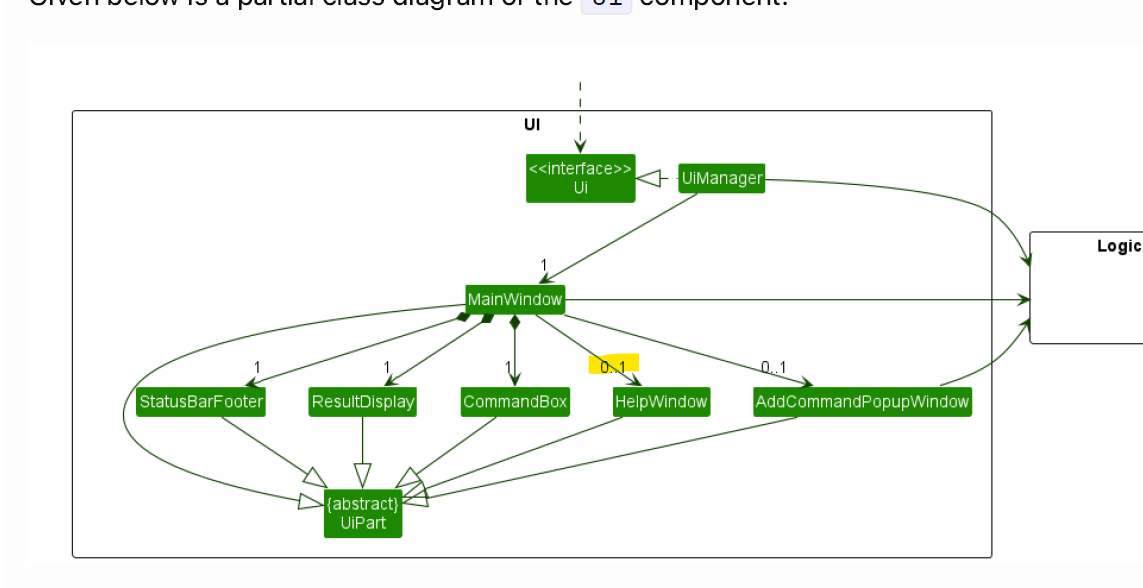 Given below is a partial class diagram of the Ui component.
UI
<<interface>>
Ui
UiManager
Logic
1
MainWindow
1
1
1
0..1
0..1
StatusBarFooter
ResultDisplay
CommandBox
HelpWindow
AddCommandPopupWindow
{abstract}
UiPart